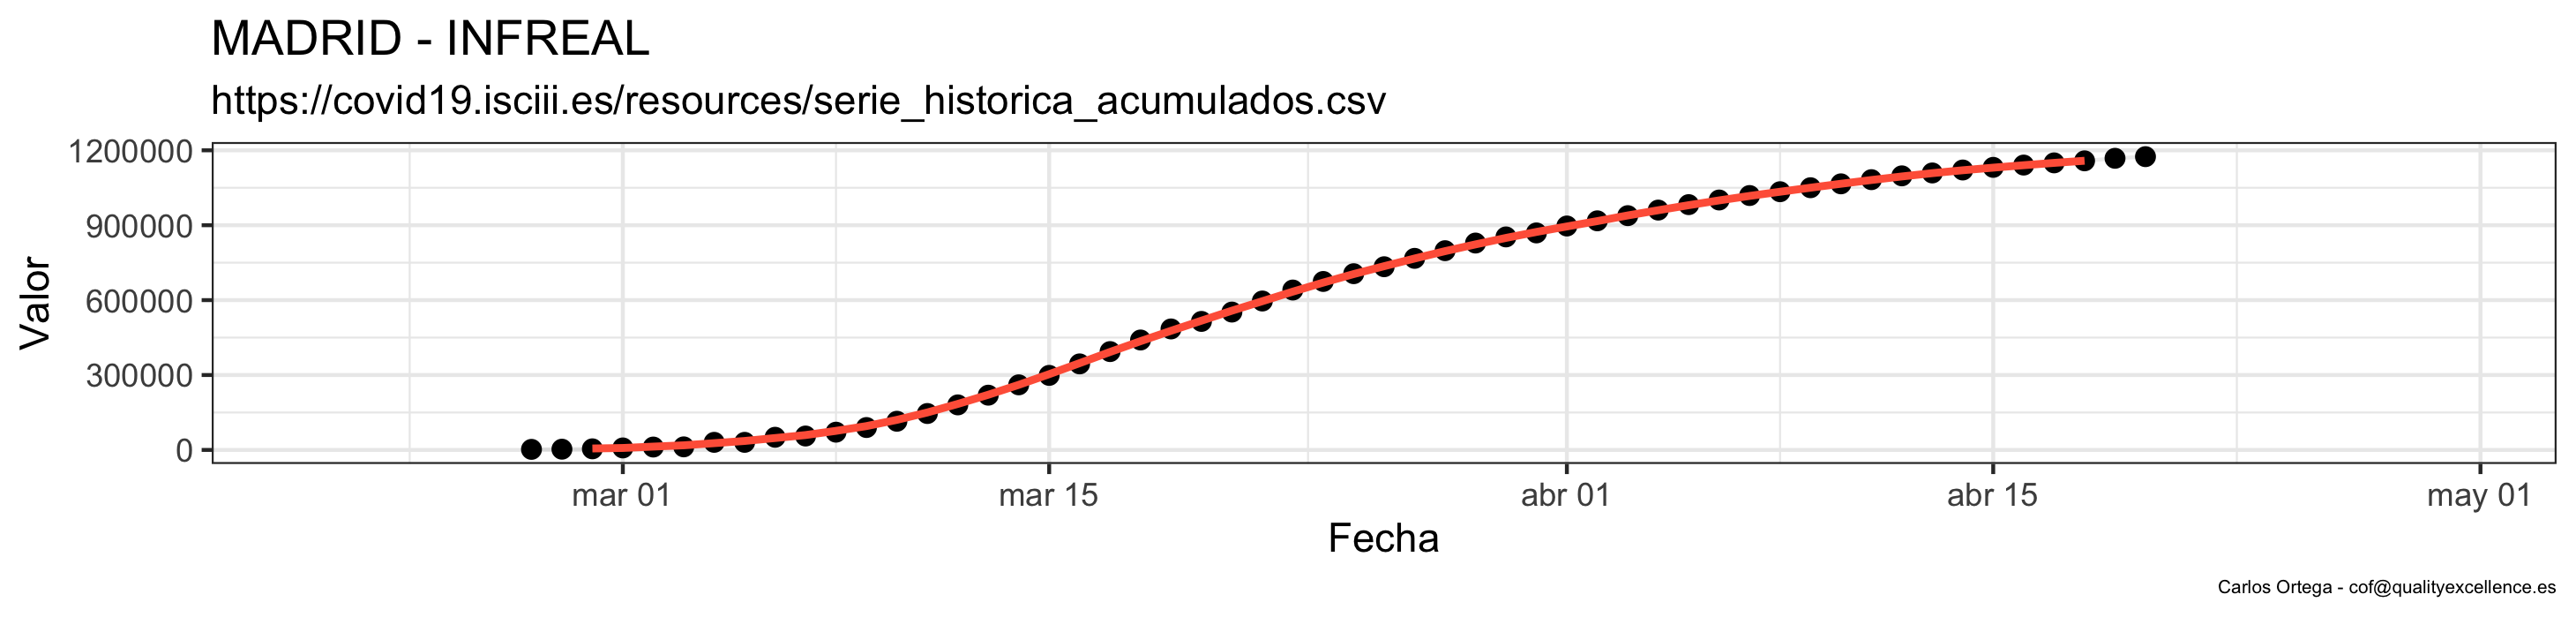 MADRID - INFREAL
https://covid19.isciii.es/resources/serie_historica_acumulados.csv
Valor
1200000
900000
600000
300000
0
mar 01 mar 15 abr 01 abr 15 may 01
Fecha
Carlos Ortega - cof@qualityexcellence.es